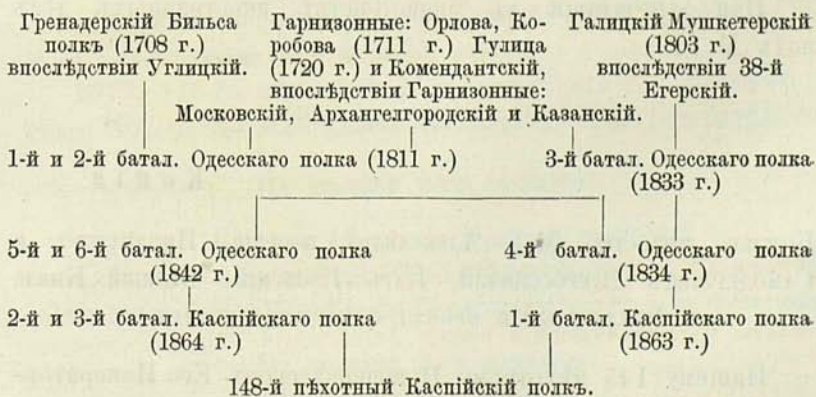 Гренадерскій Бильса
полкъ (1708 г.)
впослѣдствіи Углицкій.
Гарнизонные: Орлова, Ко-
робова (1711 г.) Гулица
(1720 г.) и Комендантскій,
впослѣдствіи Гарнизонные:
Московскій, Архангелгородскій и Казанскій.
Галицкій Мушкетерскій
(1803 г.)
впослѣдствіи 38-й
Егерскій.
1-й и 2-й батал. Одесскаго полка (1811 г.)
3-й батал. Одесскаго полка
(1833 г.)
5-й и 6-й батал. Одесскаго полка
(1842 г.)
4-й батал. Одесскаго полка
(1834 г.)
2-й и 3-й батал. Каспійскаго полка
(1864 г.)
1-й батал. Каспійскаго полка
(1863 г.)
148-й пѣхотный Каспійскій полкъ.